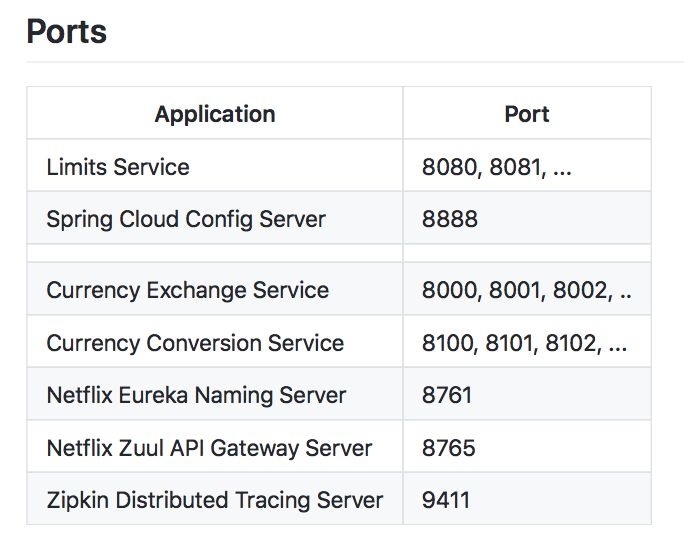 Ports
Application Port
Limits Service 8080, 8081, ...
Spring Cloud Config Server 8888
Currency Exchange Service 8000, 8001, 8002, ..
Currency Conversion Service 8100, 8101, 8102, ...
Netflix Eureka Naming Server 8761
Netflix Zuul API Gateway Server 8765
Zipkin Distributed Tracing Server 9411